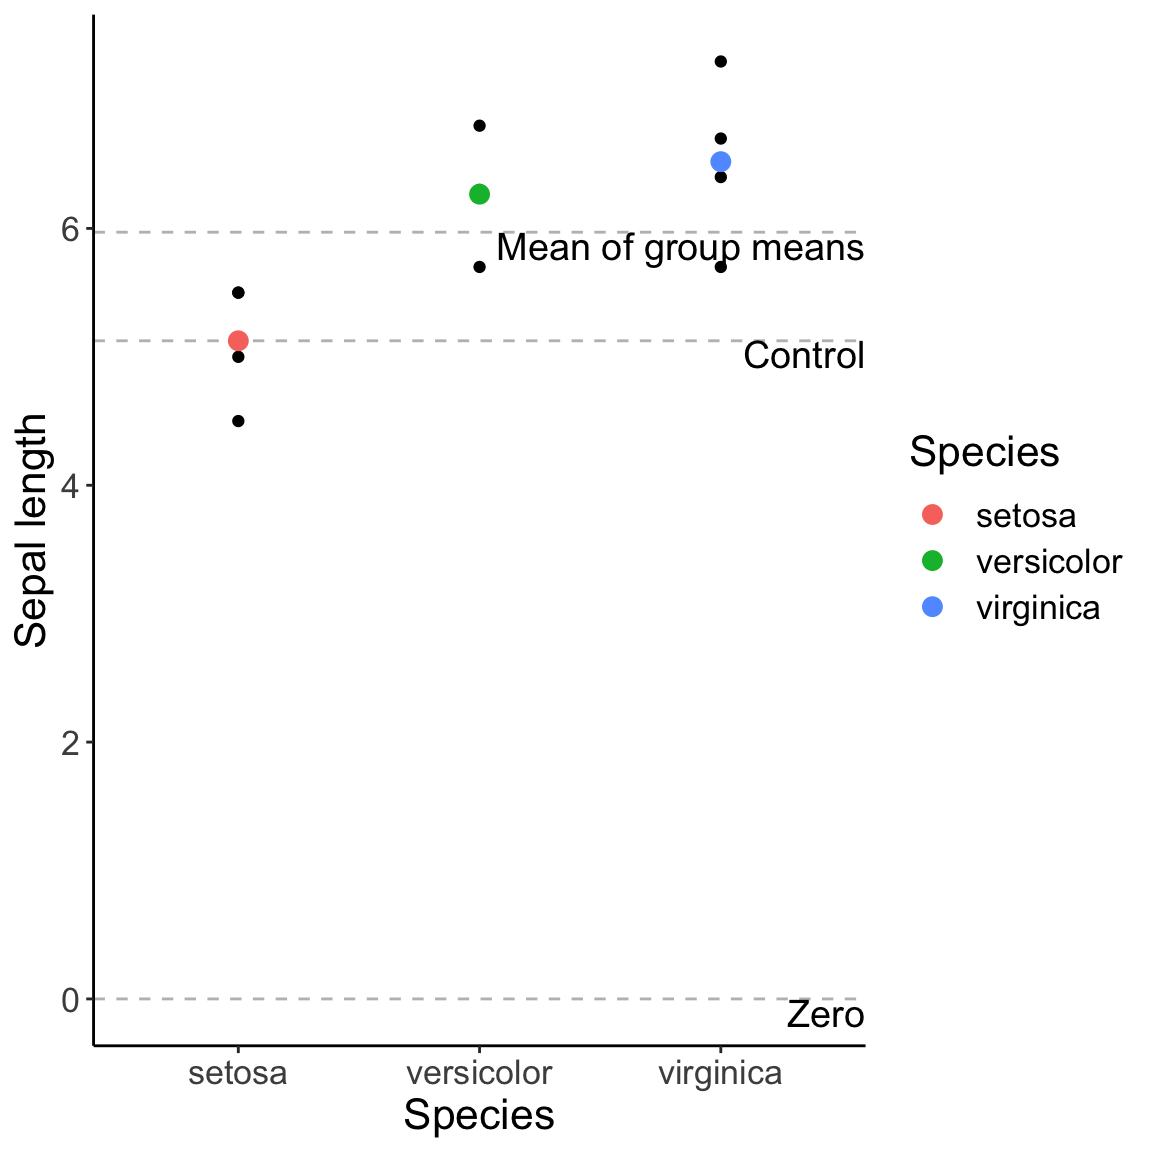 Sepal length
6
4
2
0
Mean of group means
Control
Zero
setosa
versicolor
virginica
Species
Species
setosa
versicolor
virginica